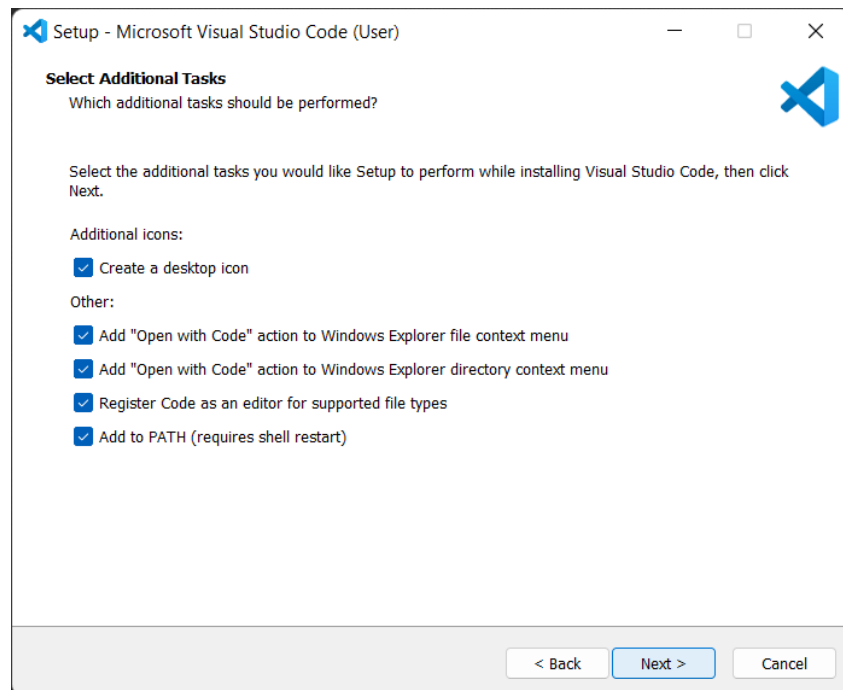 Setup - Microsoft Visual Studio Code (User)
Select Additional Tasks
Which additional tasks should be performed?
Select the additional tasks you would like Setup to perform while installing Visual Studio Code, then click
Next.
Additional icons:
Create a desktop icon
Other:
Add "Open with Code" action to Windows Explorer file context menu
Add "Open with Code" action to Windows Explorer directory context menu
Register Code as an editor for supported file types
Add to PATH (requires shell restart)
< Back Next > Cancel